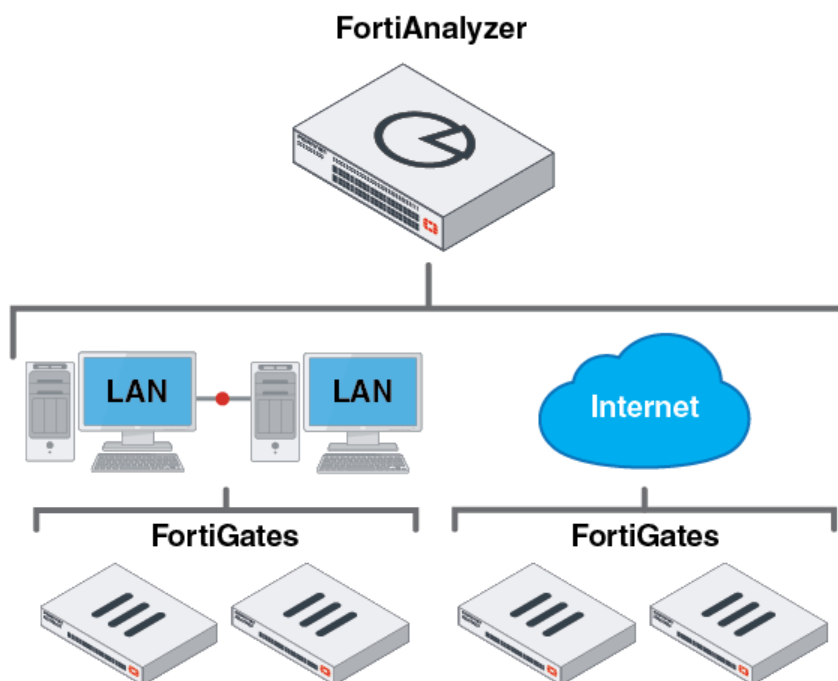 FortiAnalyzer
LAN
LAN
Internet
FortiGates
FortiGates